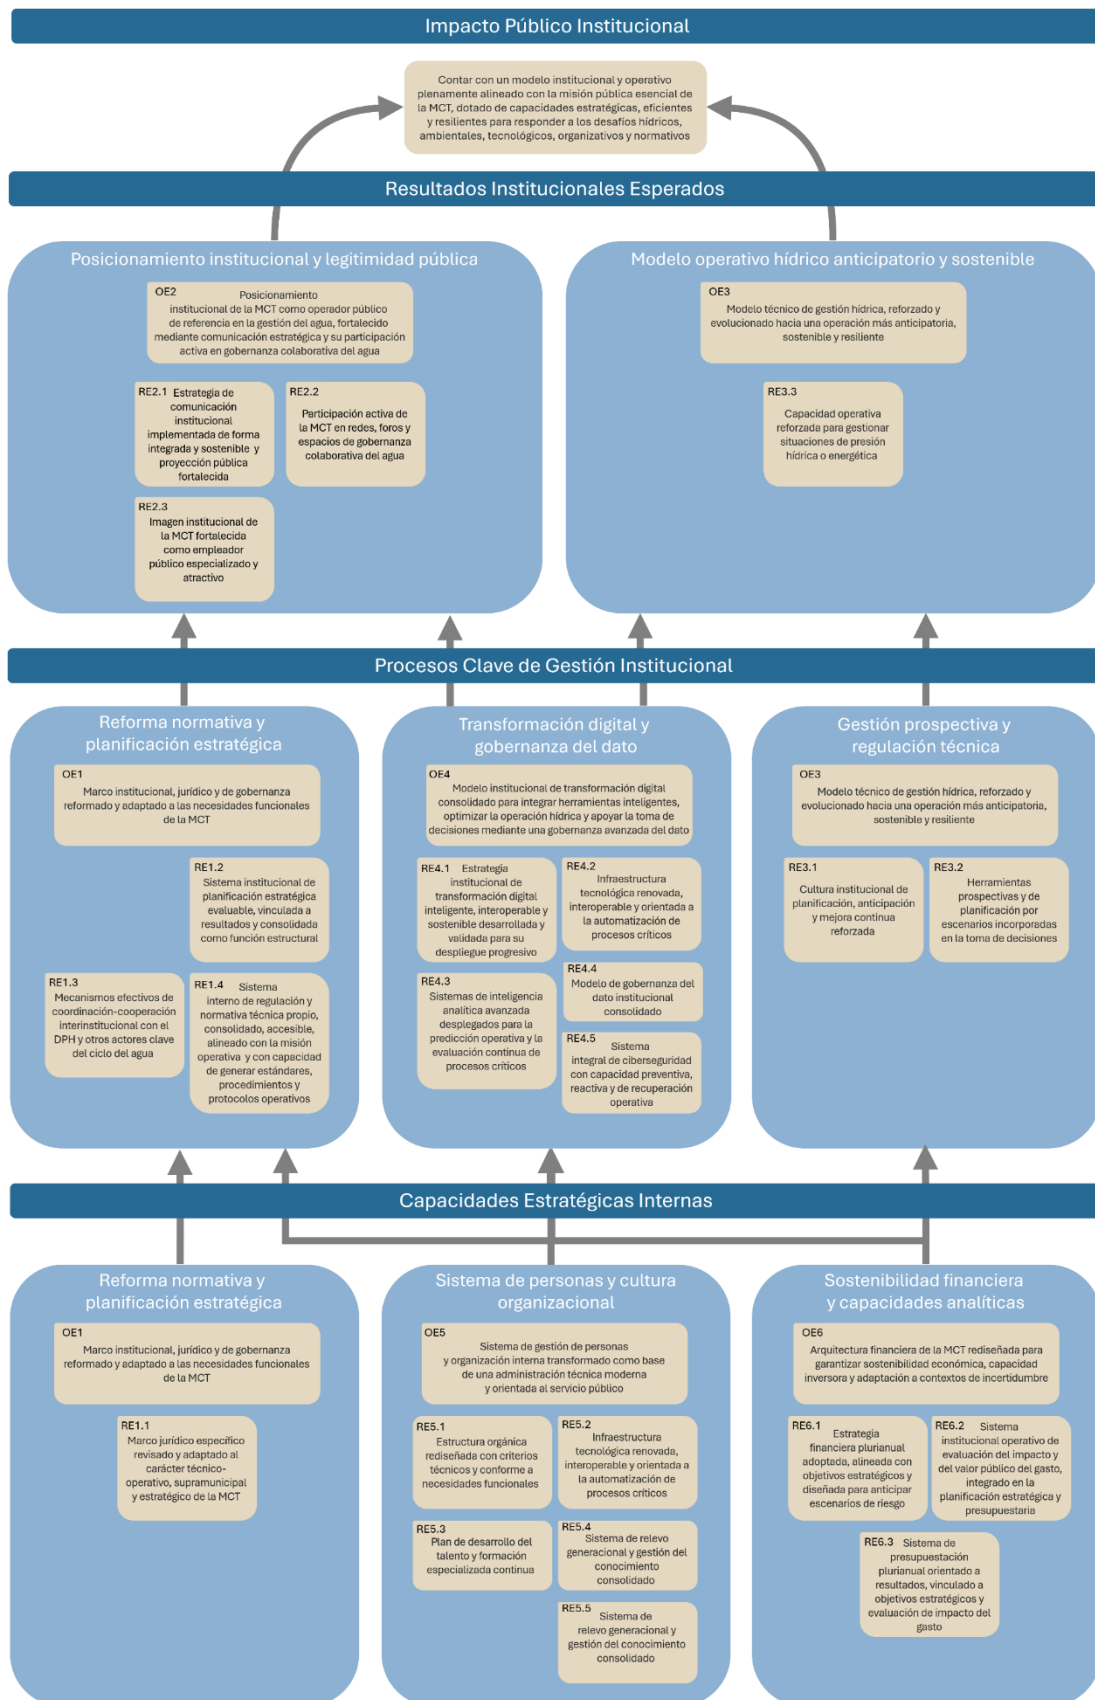 Impacto Público Institucional
Contar con un modelo institucional y operativo
plenamente alineado con la misión pública esencial de
la MCT, dotado de capacidades estratégicas, eficientes
y resilientes para responder a los desafíos hídricos,
ambientales, tecnológicos, organizativos y normativos
Resultados Institucionales Esperados
Posicionamiento institucional y legitimidad pública
OE2
Posicionamiento
institucional de la MCT como operador público
de referencia en la gestión del agua, fortalecido
mediante comunicación estratégica y su participación
activa en gobernanza colaborativa del agua
RE2.1
Estrategia de
comunicación
institucional
implementada de forma
integrada y sostenible y
proyección pública
fortalecida
RE2.2
Participación activa de
la MCT en redes, foros y
espacios de gobernanza
colaborativa del agua
RE2.3
Imagen institucional de
la MCT fortalecida
como empleador
público especializado y
atractivo
Modelo operativo hídrico anticipatorio y sostenible
OE3
Modelo técnico de gestión hídrica, reforzado y
evolucionado hacia una operación más anticipatoria,
sostenible y resiliente
RE3.3
Capacidad operativa
reforzada para gestionar
situaciones de presión
hídrica o energética
Procesos Clave de Gestión Institucional
Reforma normativa y
planificación estratégica
OE1
Marco institucional, jurídico y de gobernanza
reformado y adaptado a las necesidades funcionales
de la MCT
RE1.2
Sistema institucional de
planificación estratégica
evaluable, vinculada a
resultados y consolidada
como función estructural
RE1.3
Mecanismos efectivos de
coordinación-cooperación
interinstitucional con el
DPH y otros actores clave
del ciclo del agua
RE1.4
Sistema
interno de regulación y
normativa técnica propio,
consolidado, accesible,
alineado con la misión
operativa y con capacidad
de generar estándares,
procedimientos y
protocolos operativos
Transformación digital y
gobernanza del dato
OE4
Modelo institucional de transformación digital
consolidado para integrar herramientas inteligentes,
optimizar la operación hídrica y apoyar la toma de
decisiones mediante una gobernanza avanzada del dato
RE4.1
Estrategia
institucional de
transformación digital
inteligente, interoperable y
sostenible desarrollada y
validada para su
despliegue progresivo
RE4.2
Infraestructura
tecnológica renovada,
interoperable y orientada a
la automatización de
procesos críticos
RE4.3
Sistemas de inteligencia
analítica avanzada
desplegados para la
predicción operativa y la
evaluación continua de
procesos críticos
RE4.4
Modelo de gobernanza del
dato institucional
consolidado
RE4.5
Sistema
integral de ciberseguridad
con capacidad preventiva,
reactiva y de recuperación
operativa
Gestión prospectiva y
regulación técnica
OE3
Modelo técnico de gestión hídrica, reforzado y
evolucionado hacia una operación más anticipatoria,
sostenible y resiliente
RE3.1
Cultura institucional de
planificación, anticipación
y mejora continua
reforzada
RE3.2
Herramientas
prospectivas y de
planificación por
escenarios incorporadas
en la toma de decisiones
Capacidades Estratégicas Internas
Reforma normativa y
planificación estratégica
OE1
Marco institucional, jurídico y de gobernanza
reformado y adaptado a las necesidades funcionales
de la MCT
RE1.1
Marco jurídico específico
revisado y adaptado al
carácter técnico-
operativo, supramunicipal
y estratégico de la MCT
Sistema de personas y cultura
organizacional
OE5
Sistema de gestión de personas
y organización interna transformado como base
de una administración técnica moderna
y orientada al servicio público
RE5.1
Estructura orgánica
rediseñada con criterios
técnicos y conforme a
necesidades funcionales
RE5.2
Infraestructura
tecnológica renovada,
interoperable y orientada a
la automatización de
procesos críticos
RE5.3
Plan de desarrollo del
talento y formación
especializada continua
RE5.4
Sistema de relevo
generacional y gestión del
conocimiento
consolidado
RE5.5
Sistema de
relevo generacional y
gestión del conocimiento
consolidado
Sostenibilidad financiera
y capacidades analíticas
OE6
Arquitectura financiera de la MCT rediseñada para
garantizar sostenibilidad económica, capacidad
inversora y adaptación a contextos de incertidumbre
RE6.1
Estrategia
financiera plurianual
adoptada, alineada con
objetivos estratégicos y
diseñada para anticipar
escenarios de riesgo
RE6.2
Sistema
institucional operativo de
evaluación del impacto y
del valor público del gasto,
integrado en la
planificación estratégica y
presupuestaria
RE6.3
Sistema de
presupuestación
plurianual orientado a
resultados, vinculado a
objetivos estratégicos y
evaluación de impacto del
gasto